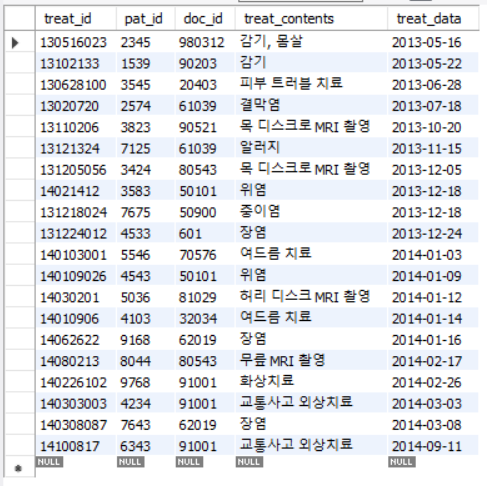 treat_id pat_id doc_id treat_contents treat_data
130516023 2345 980312 감기, 몸살 2013-05-16
13102133 1539 90203 감기 2013-05-22
130628100 3545 20403 피부 트러블 치료 2013-06-28
13020720 2574 61039 결막염 2013-07-18
13110206 3823 90521 목 디스크로 MRI 촬영 2013-10-20
13121324 7125 61039 알러지 2013-11-15
131205056 3424 80543 목 디스크로 MRI 촬영 2013-12-05
14021412 3583 50101 위염 2013-12-18
131218024 7675 50900 중이염 2013-12-18
131224012 4533 601 장염 2013-12-24
140103001 5546 70576 여드름 치료 2014-01-03
140109026 4543 50101 위염 2014-01-09
14030201 5036 81029 허리 디스크 MRI 촬영 2014-01-12
14010906 4103 32034 여드름 치료 2014-01-14
14062622 9168 62019 장염 2014-01-16
14080213 8044 80543 무릎 MRI 촬영 2014-02-17
140226102 9768 91001 화상치료 2014-02-26
140303003 4234 91001 교통사고 외상치료 2014-03-03
140308087 7643 62019 장염 2014-03-08
14100817 6343 91001 교통사고 외상치료 2014-09-11
NULL NULL NULL NULL NULL